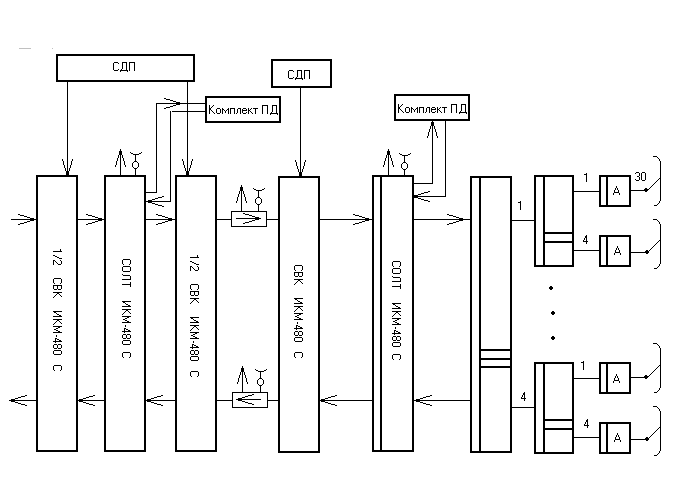 СДП
СДП
Комплект ПД
Комплект ПД
1/2 СВК ИКМ-480 С
СОЛТ ИКМ-480 С
1/2 СВК ИКМ-480 С
СВК ИКМ-480 С
СОЛТ ИКМ-480 С
1
1
А
30
4
А
4
1
А
4
А